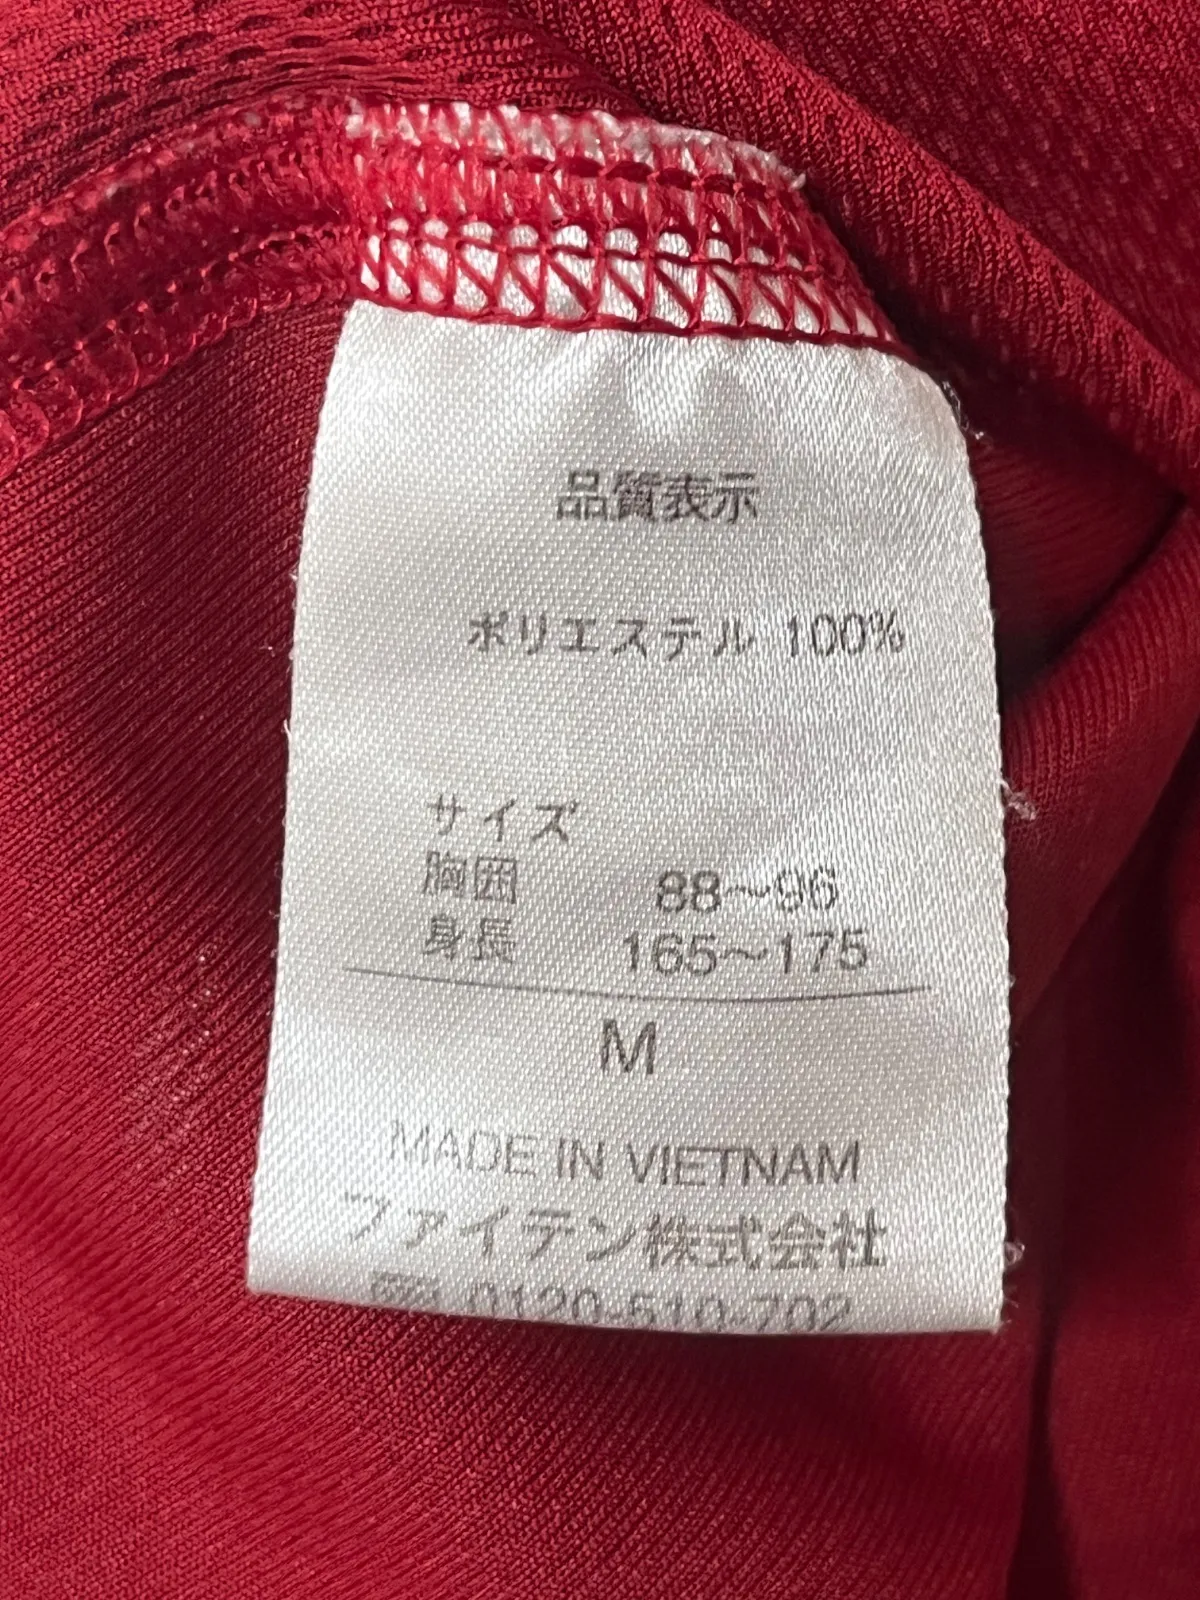 品質表示
ポリエステル 100%
サイズ
胸囲 88～96
身長 165～175
M
MADE IN VIETNAM
ファイテン株式会社
0120-510-702